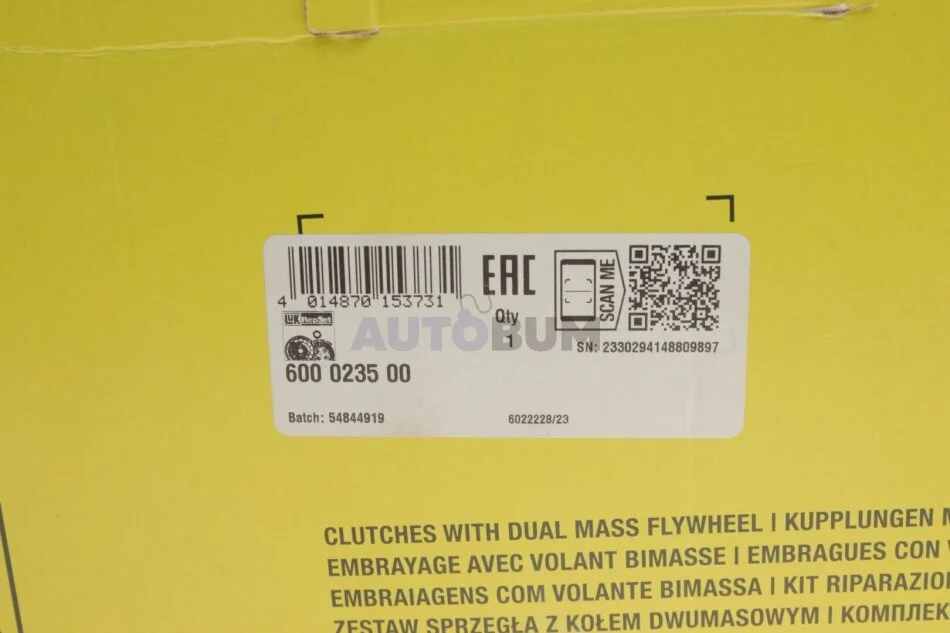 4 014870 153731
EAC
SCAN ME
Qty
1
LuK RepSet
AUTOBUM
SN: 2330294148809897
600 0235 00
Batch: 54844919
6022228/23
CLUTCHES WITH DUAL MASS FLYWHEEL | KUPPLUNGEN
EMBRAYAGE AVEC VOLANT BIMASSE | EMBRAGUES CON
EMBRAIAGENS COM VOLANTE BIMASSA | KIT RIPARAZIO
ZESTAW SPRZĘGŁA Z KOŁEM DWUMASOWYM | КОМПЛЕК